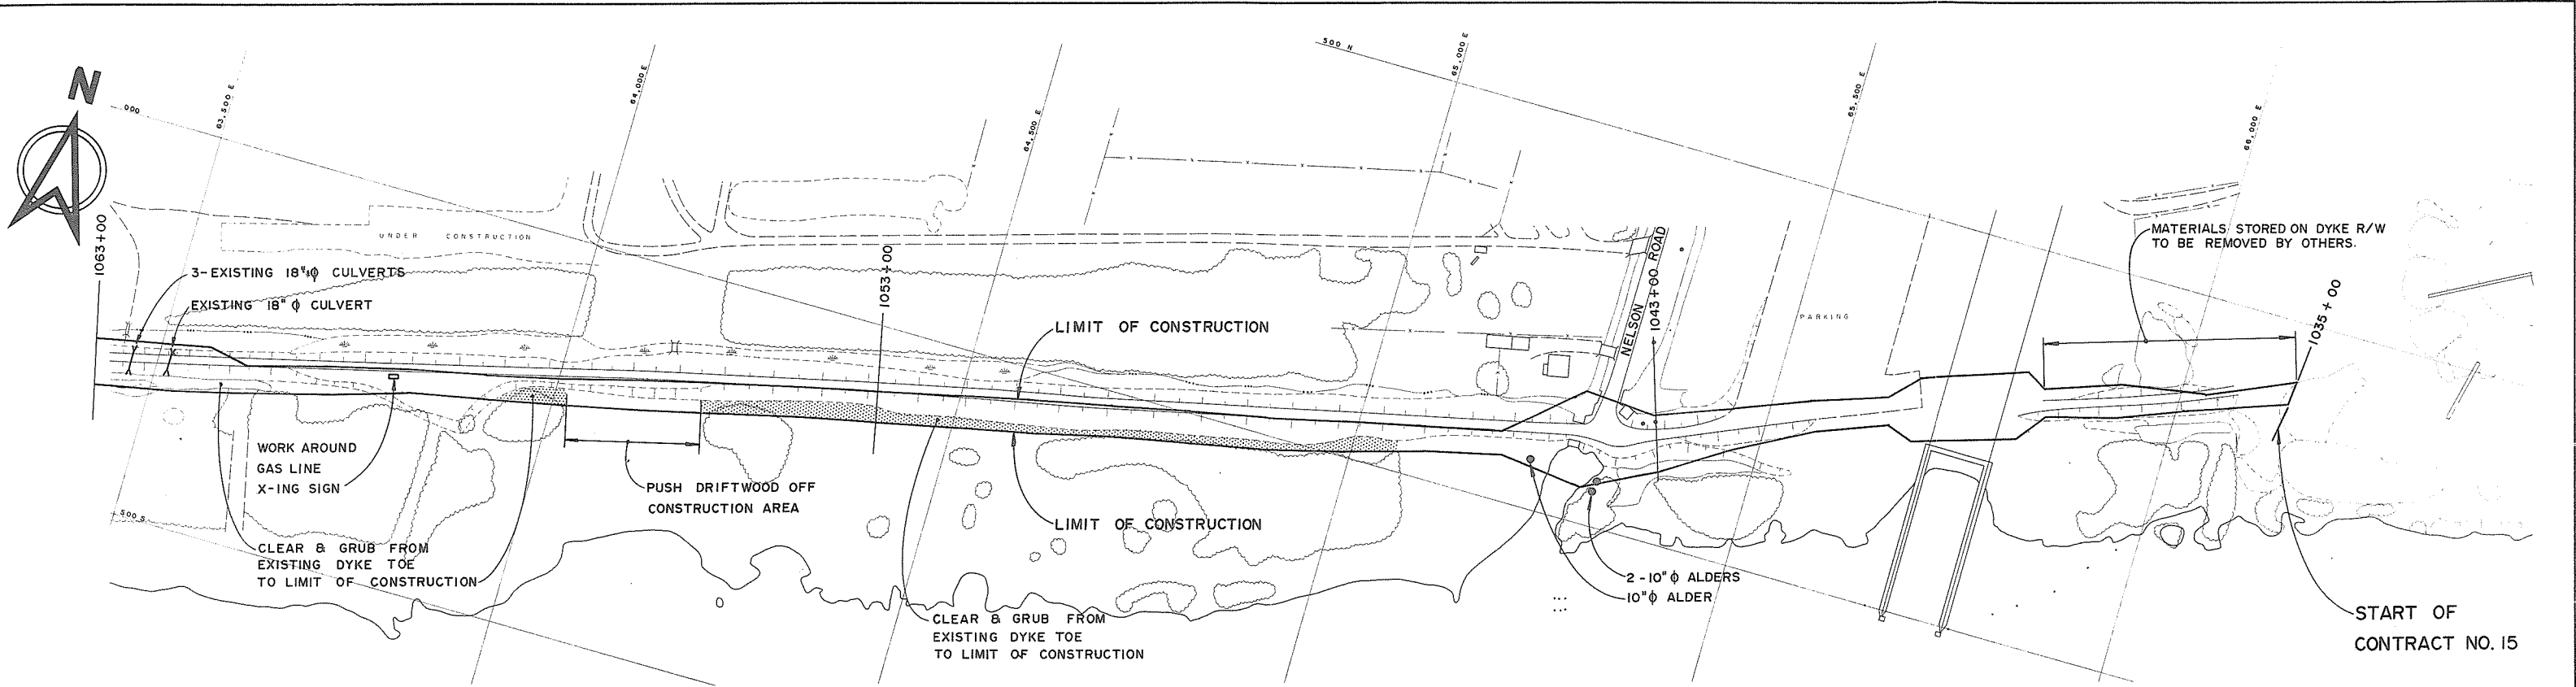 N
000
63,500 E
64,000 E
64,500 E
500 N
65,000 E
65,500 E
66,000 E
1063+00
UNDER CONSTRUCTION
3-EXISTING 18"ϕ CULVERTS
EXISTING 18" ϕ CULVERT
1053+00
LIMIT OF CONSTRUCTION
NELSON ROAD
1043+00
PARKING
MATERIALS STORED ON DYKE R/W
TO BE REMOVED BY OTHERS.
1035+00
WORK AROUND
GAS LINE
X-ING SIGN
PUSH DRIFTWOOD OFF
CONSTRUCTION AREA
LIMIT OF CONSTRUCTION
500 S
CLEAR & GRUB FROM
EXISTING DYKE TOE
TO LIMIT OF CONSTRUCTION
CLEAR & GRUB FROM
EXISTING DYKE TOE
TO LIMIT OF CONSTRUCTION
2-10"ϕ ALDERS
10"ϕ ALDER
START OF
CONTRACT NO. 15